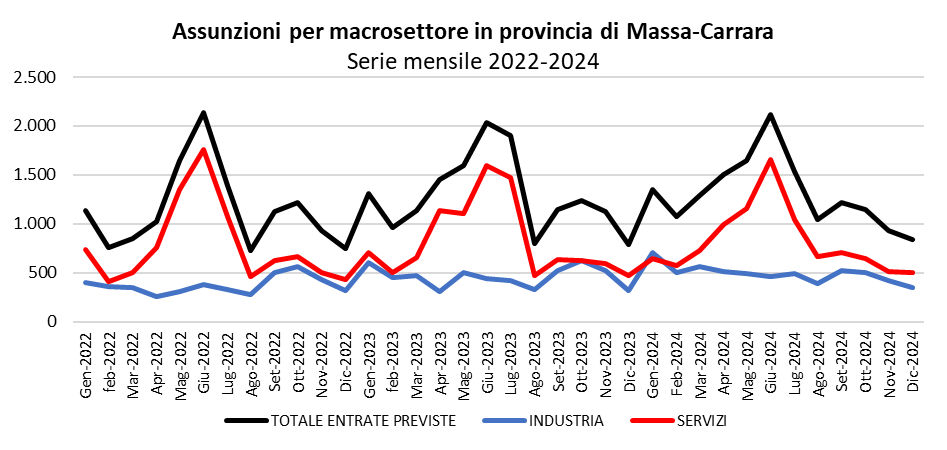 Assunzioni per macrosettore in provincia di Massa-Carrara
Serie mensile 2022-2024
2.500
2.000
1.500
1.000
500
0
Gen-2022
feb-2022
Mar-2022
Apr-2022
Mag-2022
Giu-2022
Lug-2022
Ago-2022
Set-2022
Ott-2022
Nov-2022
Dic-2022
Gen-2023
feb-2023
Mar-2023
Apr-2023
Mag-2023
Giu-2023
Lug-2023
Ago-2023
Set-2023
Ott-2023
Nov-2023
Dic-2023
Gen-2024
Feb-2024
Mar-2024
Apr-2024
Mag-2024
Giu-2024
Lug-2024
Ago-2024
Set-2024
Ott-2024
Nov-2024
Dic-2024
TOTALE ENTRATE PREVISTE
INDUSTRIA
SERVIZI